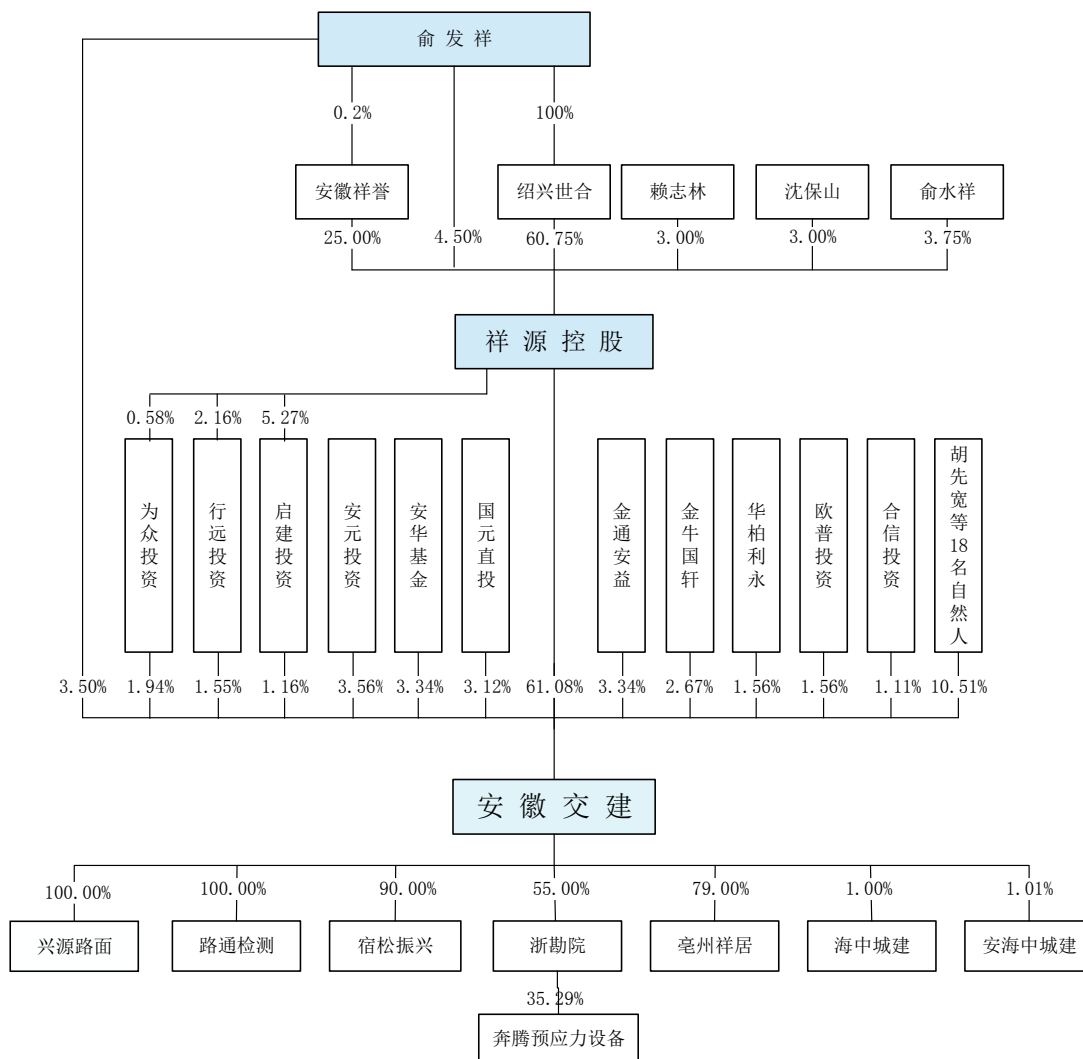 俞发祥
0.2%
100%
安徽祥誉
绍兴世合
赖志林
沈保山
俞水祥
25.00%
4.50%
60.75%
3.00%
3.00%
3.75%
祥源控股
0.58%
2.16%
5.27%
为众投资
行远投资
启建投资
安元投资
安华基金
国元直投
金通安益
金牛国轩
华柏利永
欧普投资
合信投资
胡先宽等18名自然人
3.50%
1.94%
1.55%
1.16%
3.56%
3.34%
3.12%
61.08%
3.34%
2.67%
1.56%
1.56%
1.11%
10.51%
安徽交建
100.00%
100.00%
90.00%
55.00%
79.00%
1.00%
1.01%
兴源路面
路通检测
宿松振兴
浙勘院
亳州祥居
海中城建
安海中城建
35.29%
奔腾预应力设备